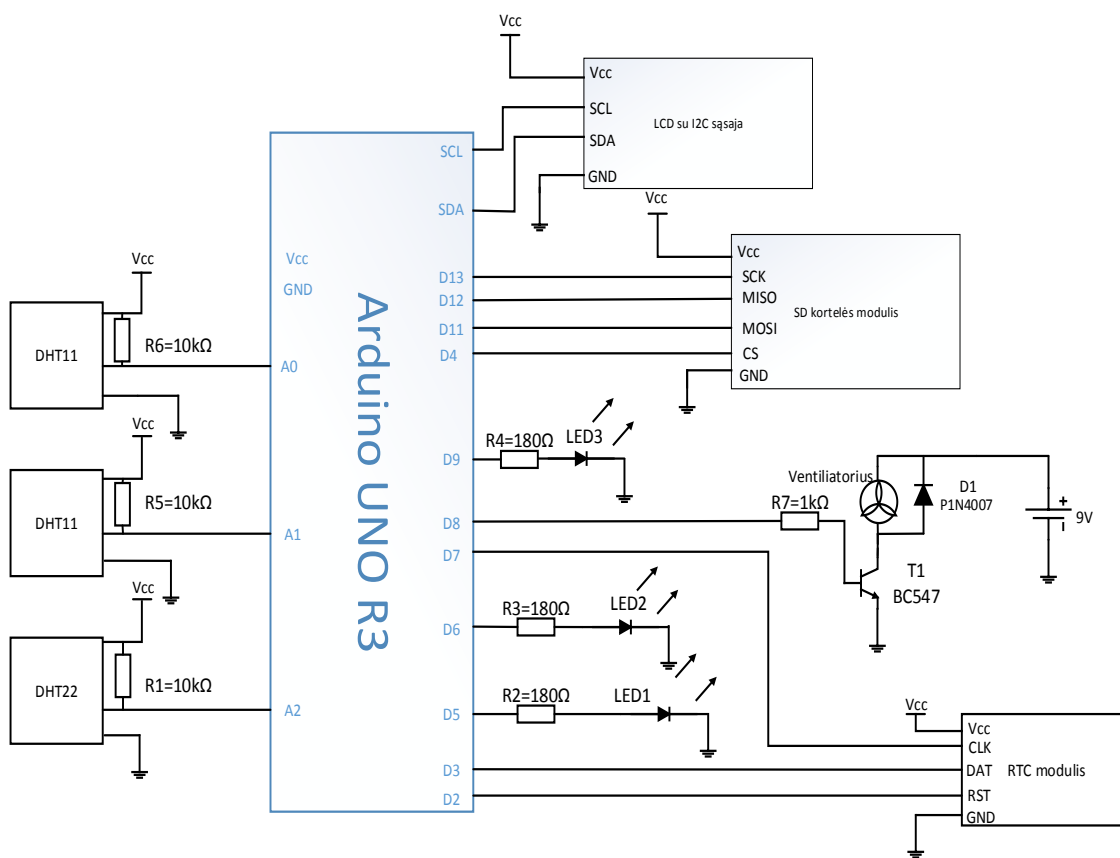 Vcc
Vcc
SCL
SDA
GND
LCD su I2C sąsaja
Vcc
Vcc
SCK
MISO
MOSI
CS
GND
SD kortelės modulis
SCL
SDA
Vcc
GND
D13
D12
D11
D4
A0
A1
A2
D9
D8
D7
D6
D5
D3
D2
Arduino UNO R3
Vcc
DHT11
R6=10kΩ
Vcc
DHT11
R5=10kΩ
Vcc
DHT22
R1=10kΩ
R4=180Ω
LED3
R7=1kΩ
Ventiliatorius
D1
P1N4007
+
9V
T1
BC547
R3=180Ω
LED2
R2=180Ω
LED1
Vcc
Vcc
CLK
DAT
RST
GND
RTC modulis